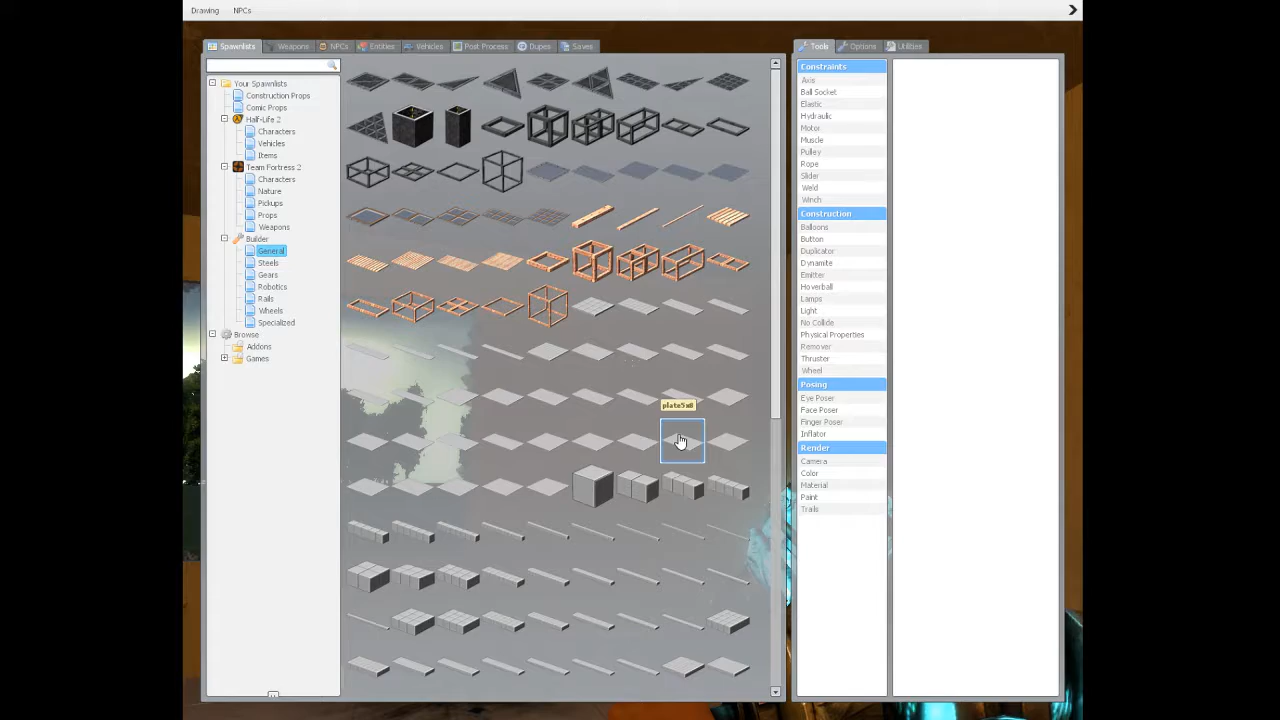 Drawing NPCs
Spawnlists Weapons NPCs Entities Vehicles Post Process Dupes Saves
Tools Options Utilities
Your Spawnlists
Construction Props
Comic Props
Half-Life 2
Characters
Vehicles
Items
Team Fortress 2
Characters
Nature
Pickups
Props
Weapons
Builder
General
Steels
Gears
Robotics
Rails
Wheels
Specialized
Browse
Addons
Games
plate5x8
Constraints
Axis
Ball Socket
Elastic
Hydraulic
Motor
Muscle
Pulley
Rope
Slider
Weld
Winch
Construction
Balloons
Button
Duplicator
Dynamite
Emitter
Hoverball
Lamps
Light
No Collide
Physical Properties
Remover
Thruster
Wheel
Posing
Eye Poser
Face Poser
Finger Poser
Inflator
Render
Camera
Color
Material
Paint
Trails